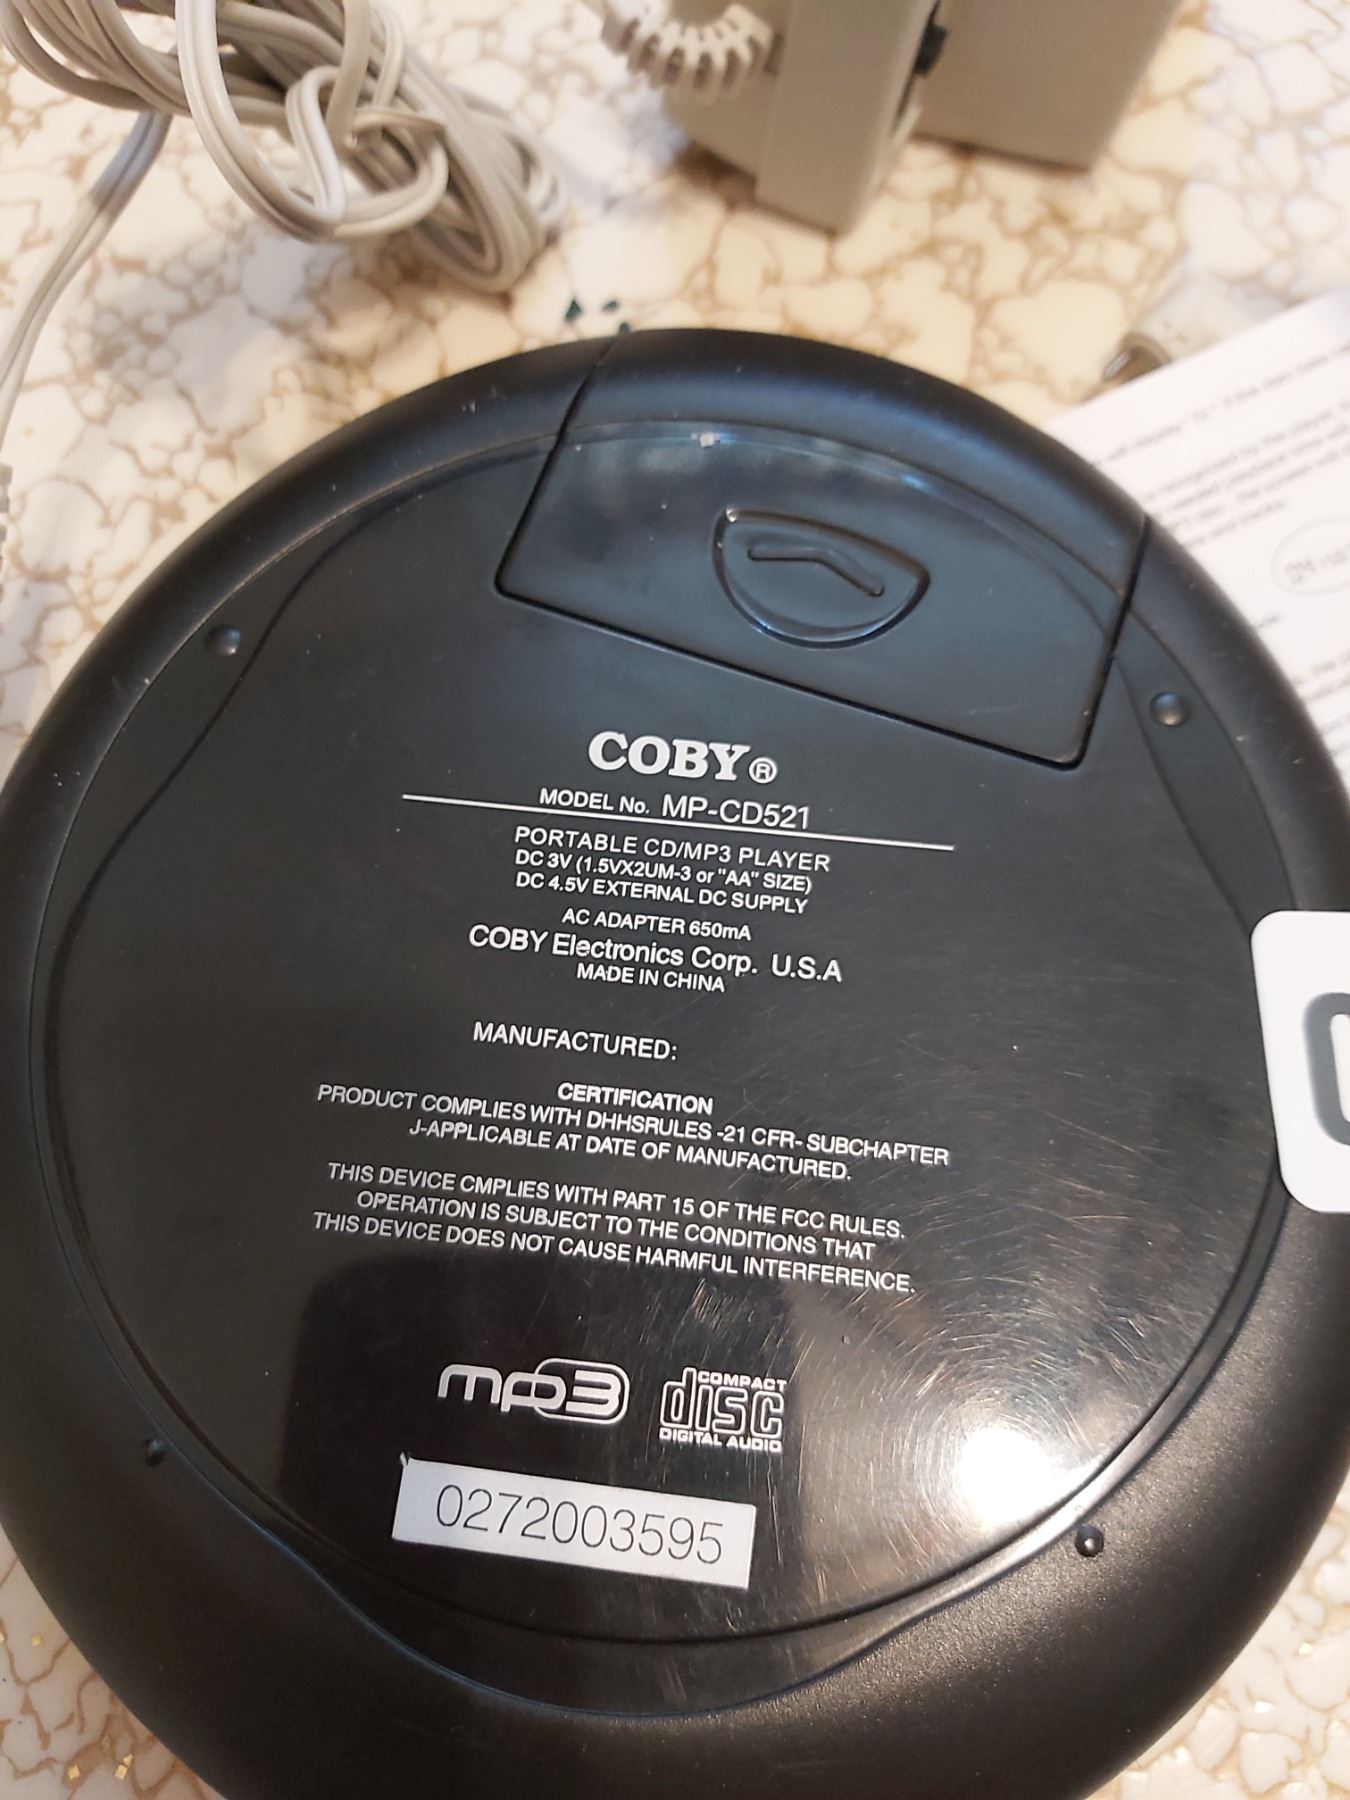 COBY®
MODEL No. MP-CD521
PORTABLE CD/MP3 PLAYER
DC 3V (1.5VX2UM-3 or "AA" SIZE)
DC 4.5V EXTERNAL DC SUPPLY
AC ADAPTER 650mA
COBY Electronics Corp. U.S.A
MADE IN CHINA
MANUFACTURED:
CERTIFICATION
PRODUCT COMPLIES WITH DHHSRULES -21 CFR- SUBCHAPTER
J-APPLICABLE AT DATE OF MANUFACTURED.
THIS DEVICE CMPLIES WITH PART 15 OF THE FCC RULES.
OPERATION IS SUBJECT TO THE CONDITIONS THAT
THIS DEVICE DOES NOT CAUSE HARMFUL INTERFERENCE.
mp3 COMPACT disc DIGITAL AUDIO
0272003595